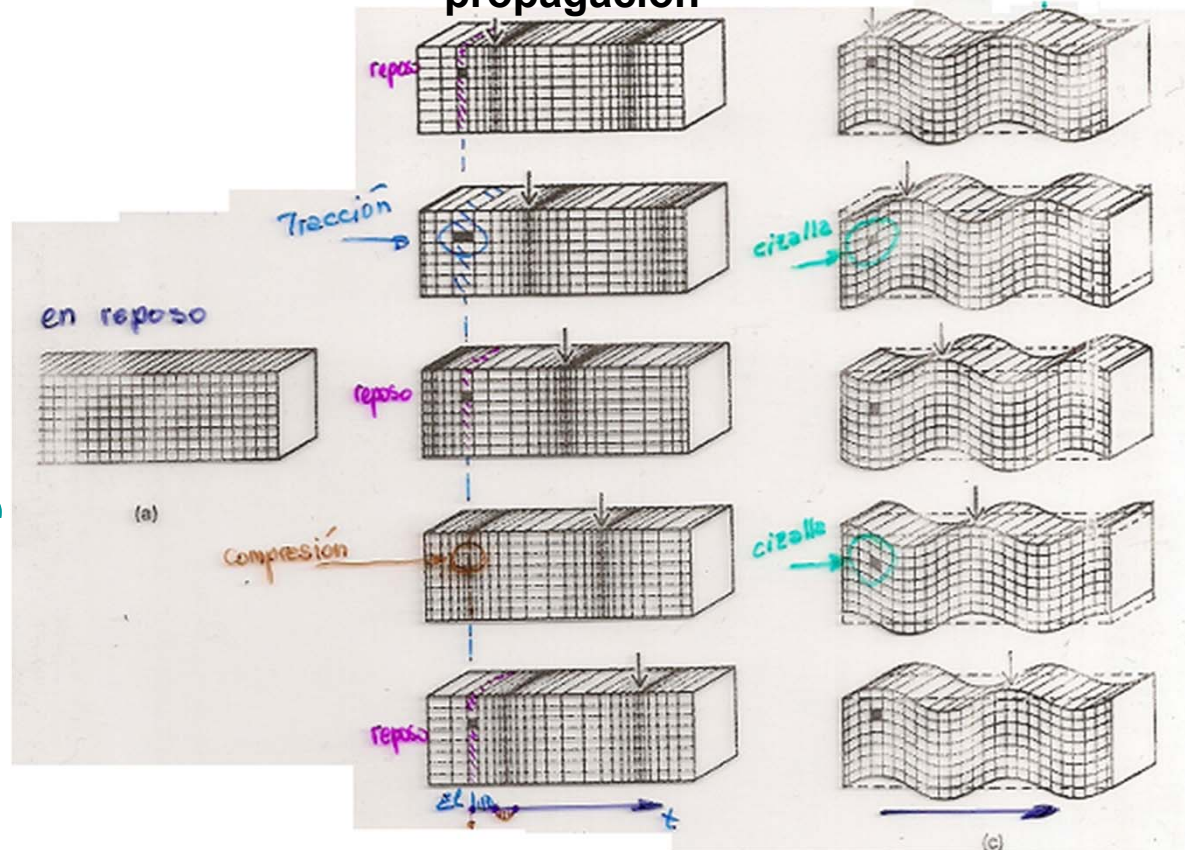 propagación
reposo
Tracción
cizalla
en reposo
reposo
(a)
Compresión
cizalla
reposo
t
(c)